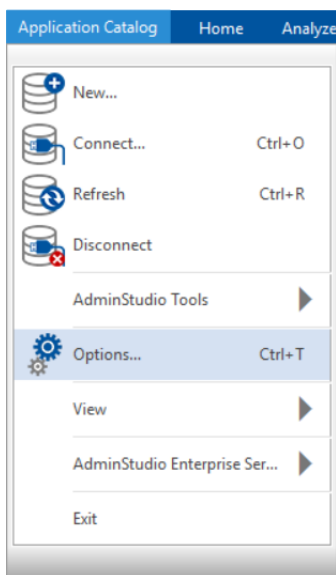 Application Catalog Home Analyze
New...
Connect... Ctrl+O
Refresh Ctrl+R
Disconnect
AdminStudio Tools
Options... Ctrl+T
View
AdminStudio Enterprise Ser...
Exit